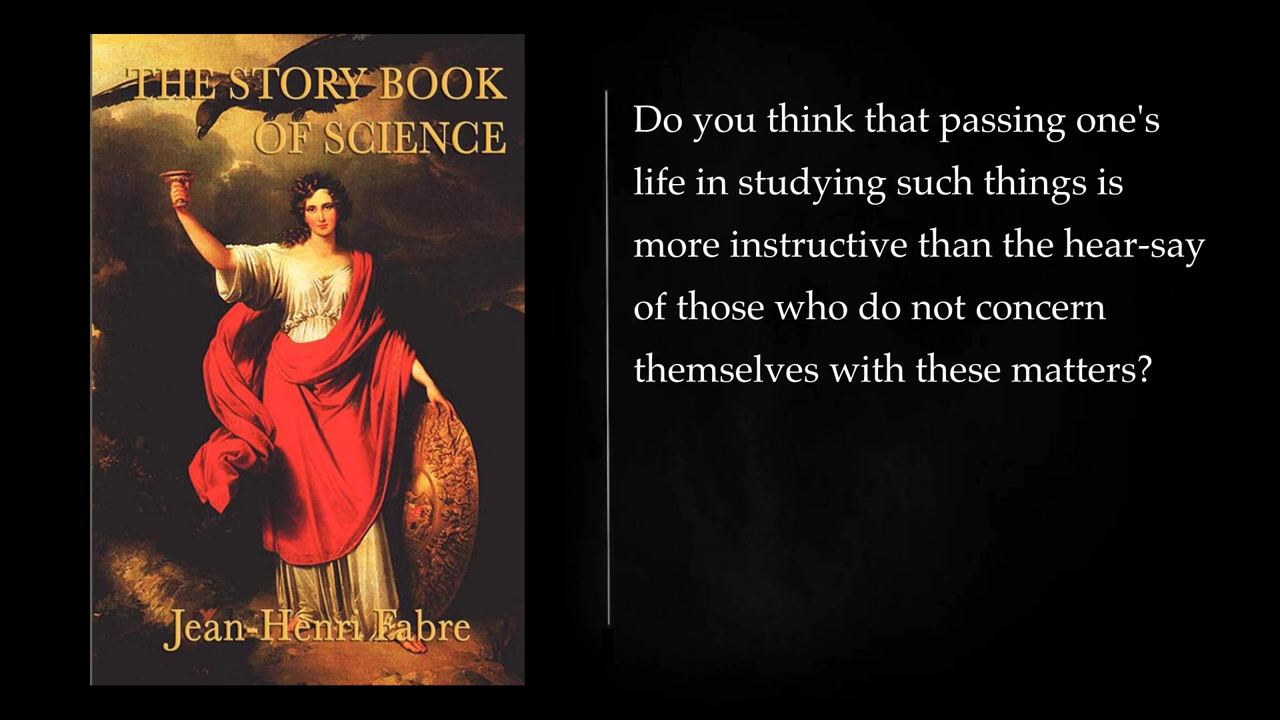 THE STORY BOOK
OF SCIENCE
Jean-Henri Fabre
Do you think that passing one's
life in studying such things is
more instructive than the hear-say
of those who do not concern
themselves with these matters?